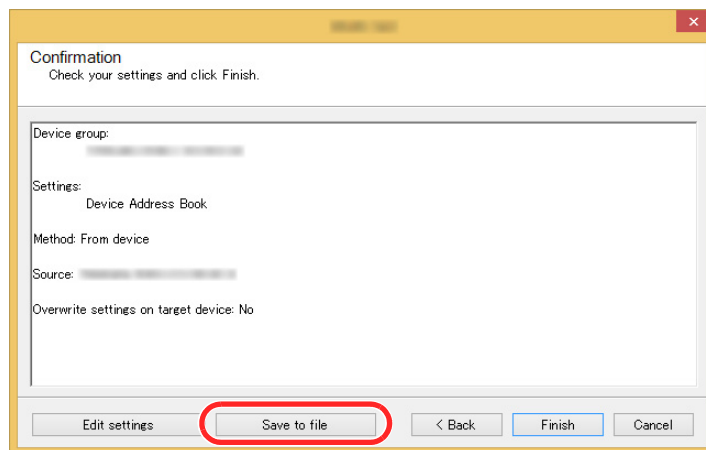 Confirmation
Check your settings and click Finish.
Device group:
Settings:
Device Address Book
Method: From device
Source:
Overwrite settings on target device: No
Edit settings
Save to file
< Back
Finish
Cancel